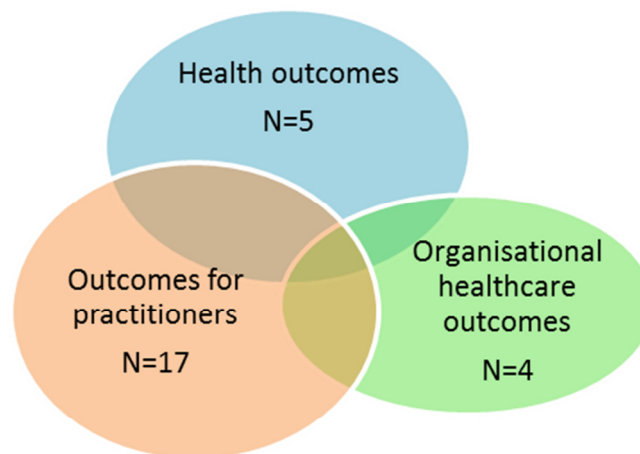 Health outcomes
N=5
Outcomes for
practitioners
N=17
Organisational
healthcare
outcomes
N=4